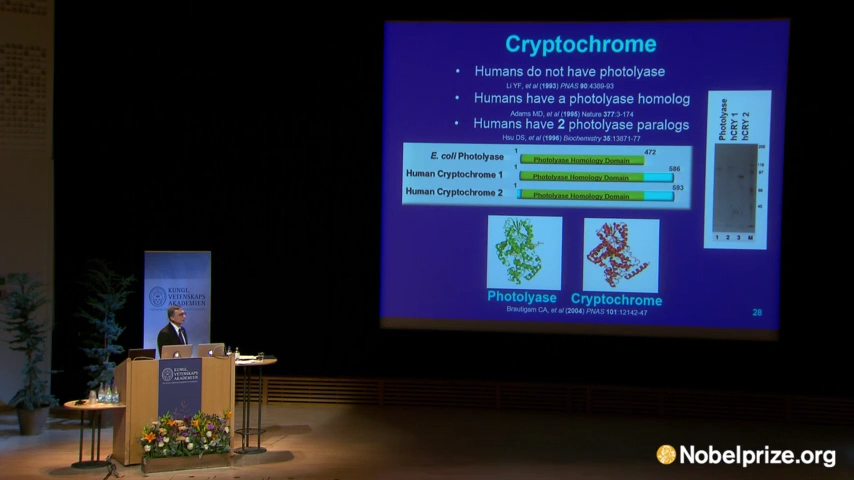 Cryptochrome
• Humans do not have photolyase
Li YF, et al (1993) PNAS 90:4389-93
• Humans have a photolyase homolog
Adams MD, et al (1995) Nature 377:3-174
• Humans have 2 photolyase paralogs
Hsu DS, et al (1996) Biochemistry 35:13871-77
1 472
E. coli Photolyase Photolyase Homology Domain
1 586
Human Cryptochrome 1 Photolyase Homology Domain
1 593
Human Cryptochrome 2 Photolyase Homology Domain
Photolyase
hCRY 1
hCRY 2
1 2 3 M
Photolyase Cryptochrome
Brautigam CA, et al (2004) PNAS 101:12142-47
28
KUNGL.
VETENSKAPS
AKADEMIEN
KUNGL.
VETENSKAPS
AKADEMIEN
Nobelprize.org